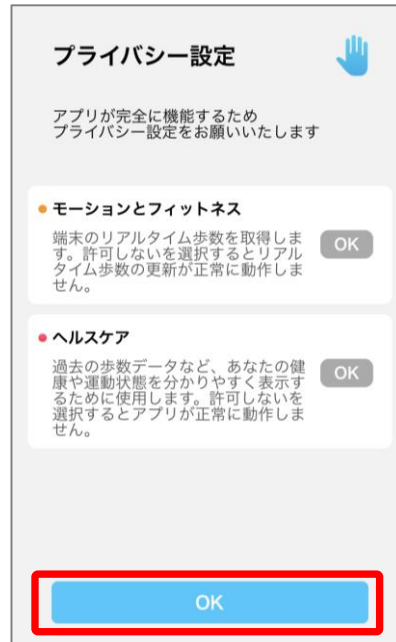 プライバシー設定
アプリが完全に機能するため
プライバシー設定をお願いいたします
モーションとフィットネス
端末のリアルタイム歩数を取得しま
す。許可しないを選択するとリアル
タイム歩数の更新が正常に動作しま
せん。
OK
ヘルスケア
過去の歩数データなど、あなたの健
康や運動状態を分かりやすく表示す
るために使用します。許可しないを
選択するとアプリが正常に動作しま
せん。
OK
OK